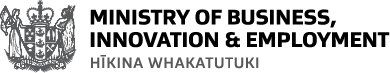 MINISTRY OF BUSINESS,
INNOVATION & EMPLOYMENT
HĪKINA WHAKATUTUKI